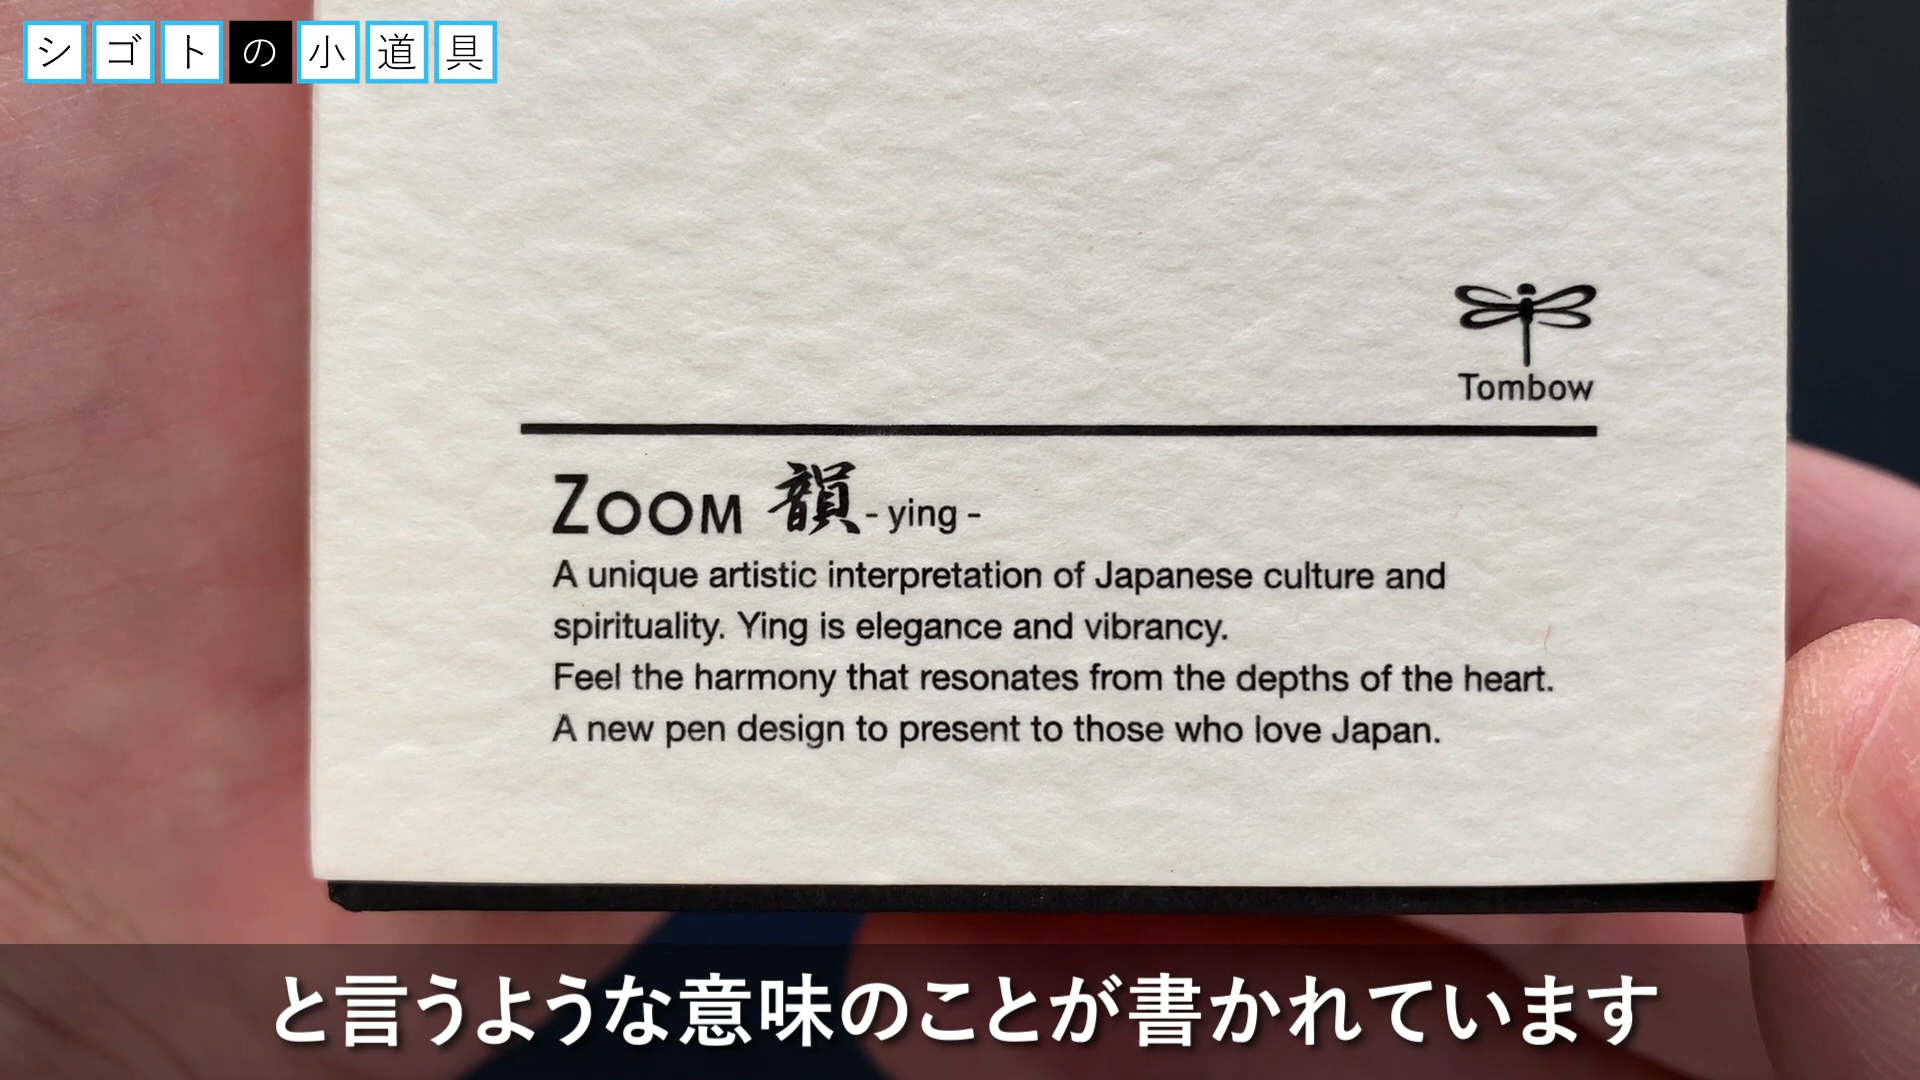 シゴトの小道具
Tombow
ZOOM 韻 - ying -
A unique artistic interpretation of Japanese culture and
spirituality. Ying is elegance and vibrancy.
Feel the harmony that resonates from the depths of the heart.
A new pen design to present to those who love Japan.
と言うような意味のことが書かれています